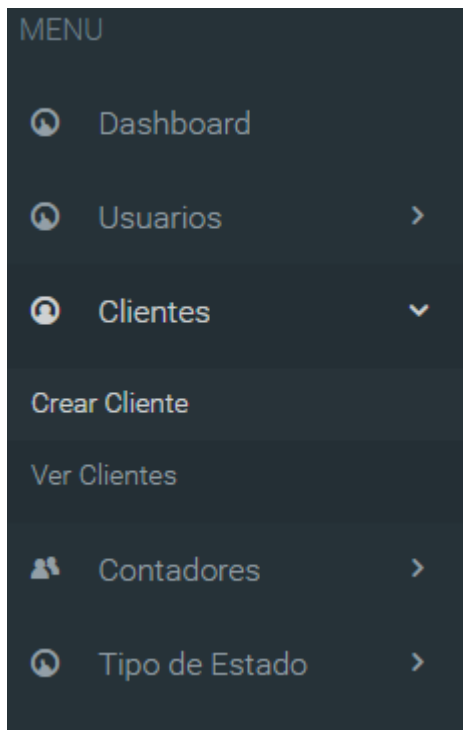 MENU
Dashboard
Usuarios
Clientes
Crear Cliente
Ver Clientes
Contadores
Tipo de Estado